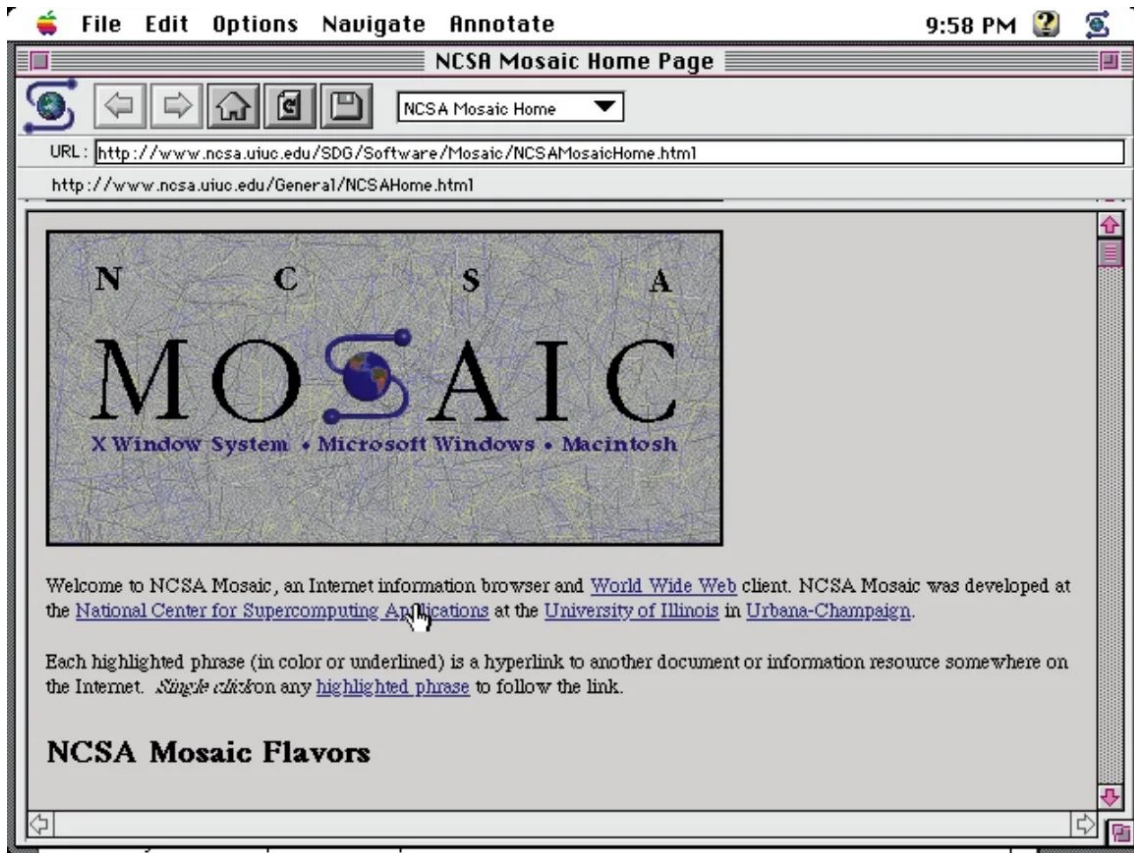 File Edit Options Navigate Annotate 9:58 PM
NCSA Mosaic Home Page
NCSA Mosaic Home
URL: http://www.ncsa.uiuc.edu/SDG/Software/Mosaic/NCSAMosaicHome.html
http://www.ncsa.uiuc.edu/General/NCSAHome.html
N C S A
MOSAIC
X Window System • Microsoft Windows • Macintosh
Welcome to NCSA Mosaic, an Internet information browser and World Wide Web client. NCSA Mosaic was developed at
the National Center for Supercomputing Applications at the University of Illinois in Urbana-Champaign.
Each highlighted phrase (in color or underlined) is a hyperlink to another document or information resource somewhere on
the Internet. Single click on any highlighted phrase to follow the link.
NCSA Mosaic Flavors